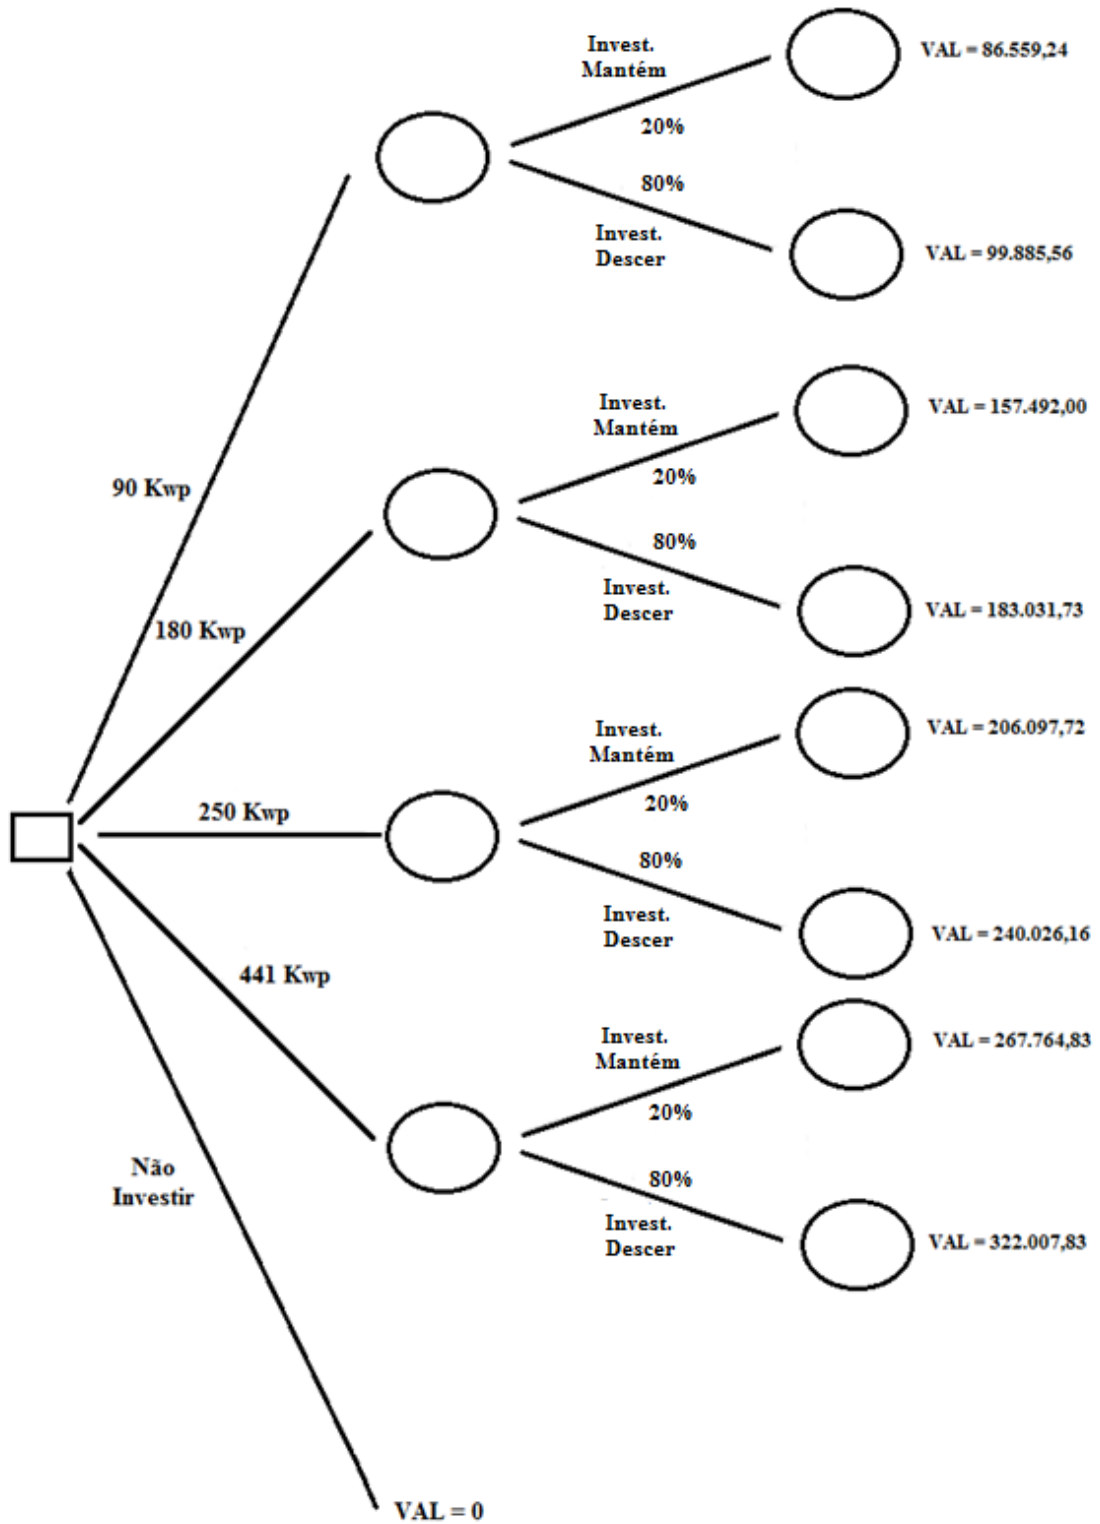 Invest.
Mantém
VAL = 86.559,24
20%
80%
Invest.
Descer
VAL = 99.885,56
90 Kwp
Invest.
Mantém
VAL = 157.492,00
20%
80%
Invest.
Descer
VAL = 183.031,73
180 Kwp
Invest.
Mantém
VAL = 206.097,72
20%
250 Kwp
80%
Invest.
Descer
VAL = 240.026,16
441 Kwp
Invest.
Mantém
VAL = 267.764,83
20%
80%
Invest.
Descer
VAL = 322.007,83
Não
Investir
VAL = 0